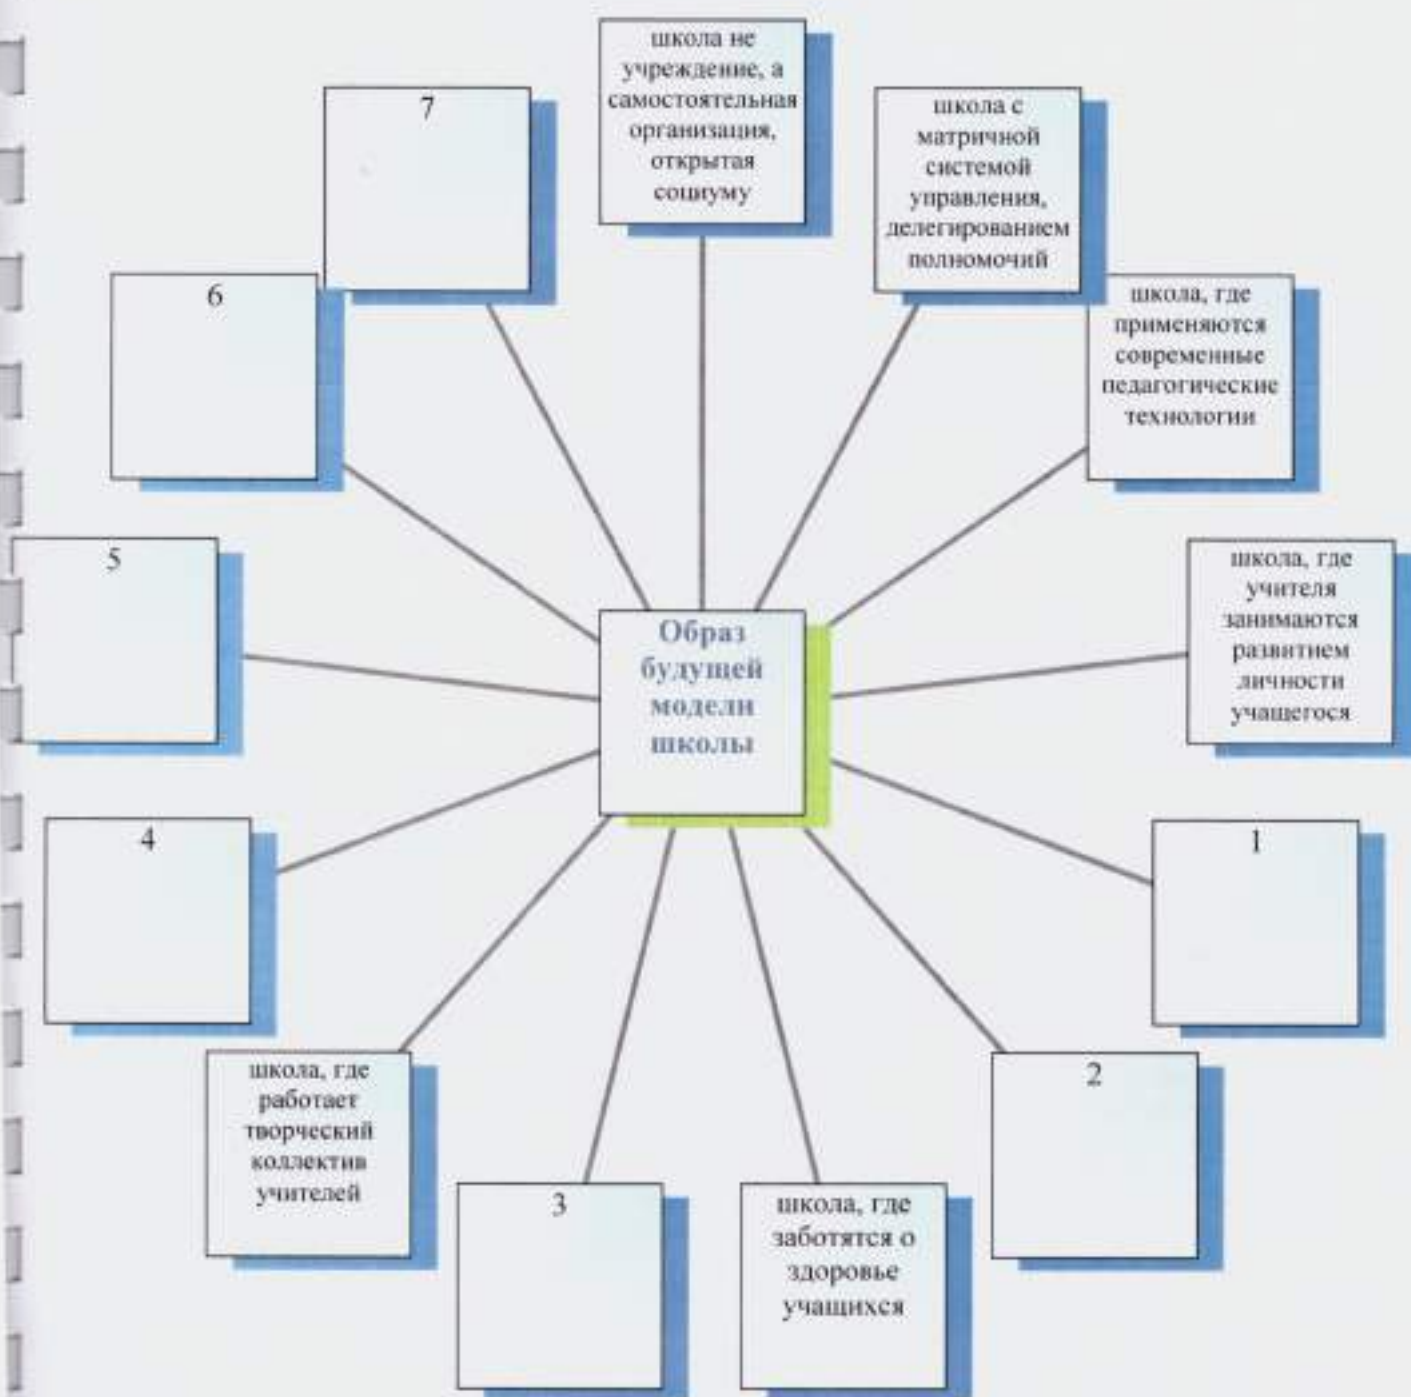 школа не
учреждение, а
самостоятельная
организация,
открытая
социуму
школа с
матричной
системой
управления,
делегированием
полномочий
7
6
школа, где
применяются
современные
педагогические
технологии
5
школа, где
учителя
занимаются
развитием
личности
учащегося
Образ
будущей
модели
школы
4
1
школа, где
работает
творческий
коллектив
учителей
2
3
школа, где
заботятся о
здоровье
учащихся